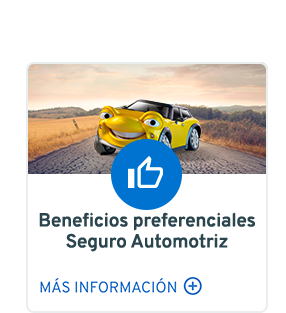 Beneficios preferenciales
Seguro Automotriz
MÁS INFORMACIÓN